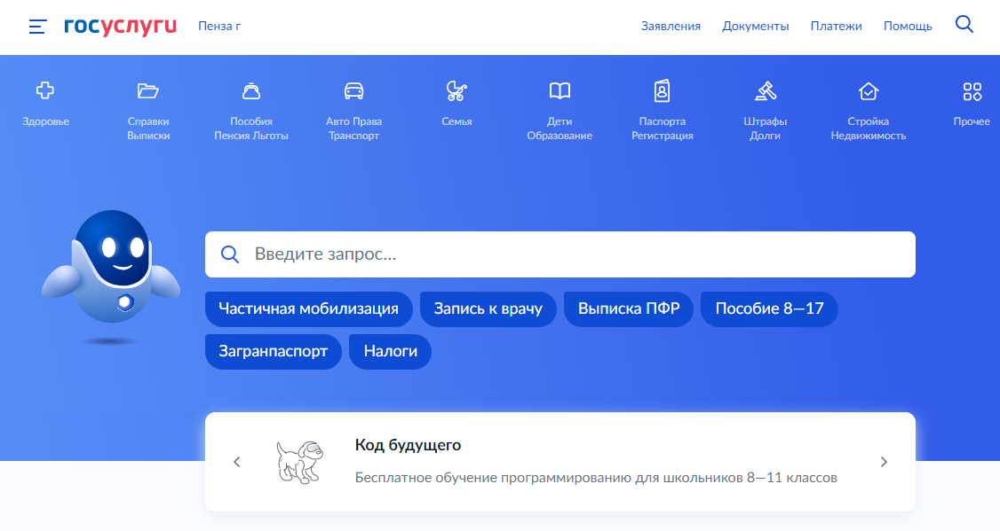 госуслуги Пенза г Заявления Документы Платежи Помощь
Здоровье
Справки
Выписки
Пособия
Пенсия Льготы
Авто Права
Транспорт
Семья
Дети
Образование
Паспорта
Регистрация
Штрафы
Долги
Стройка
Недвижимость
Прочее
Введите запрос...
Частичная мобилизация Запись к врачу Выписка ПФР Пособие 8—17
Загранпаспорт Налоги
Код будущего
Бесплатное обучение программированию для школьников 8—11 классов